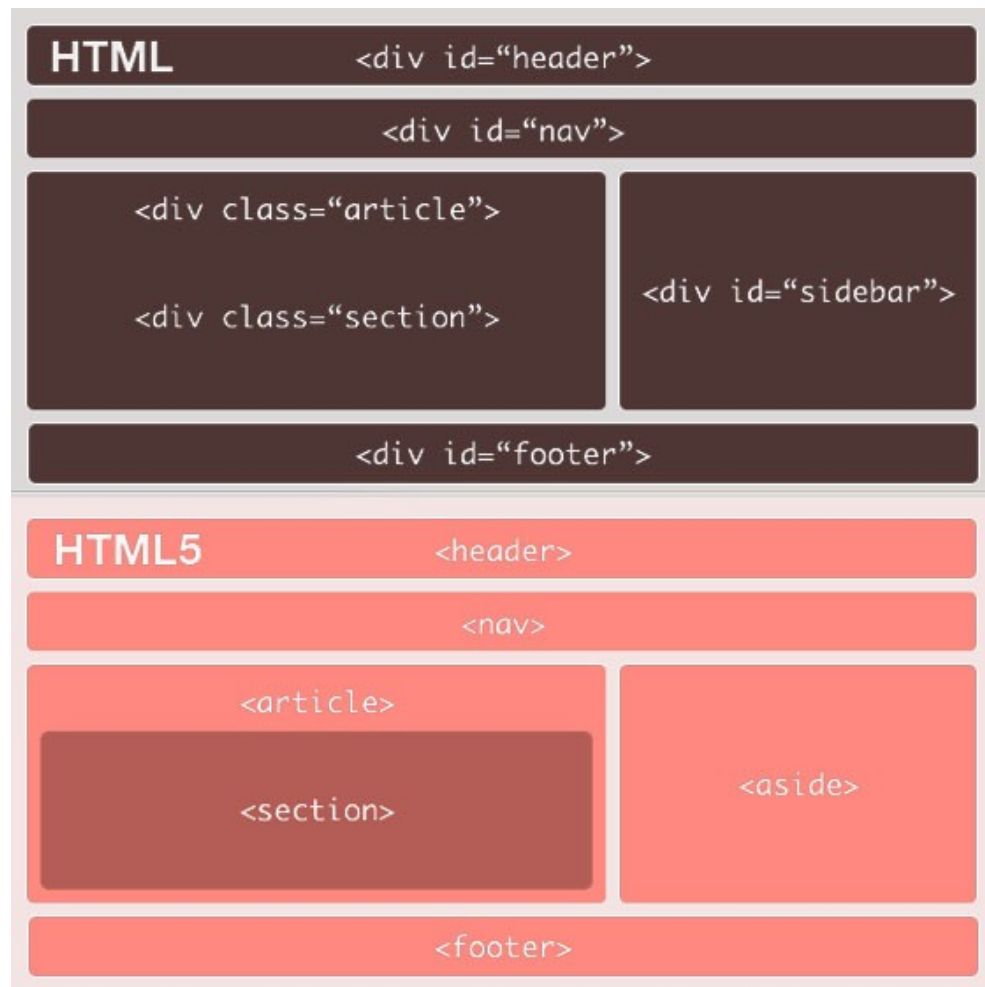 HTML <div id=“header”>
<div id=“nav”>
<div class=“article”>
<div class=“section”>
<div id=“sidebar”>
<div id=“footer”>
HTML5 <header>
<nav>
<article>
<section>
<aside>
<footer>